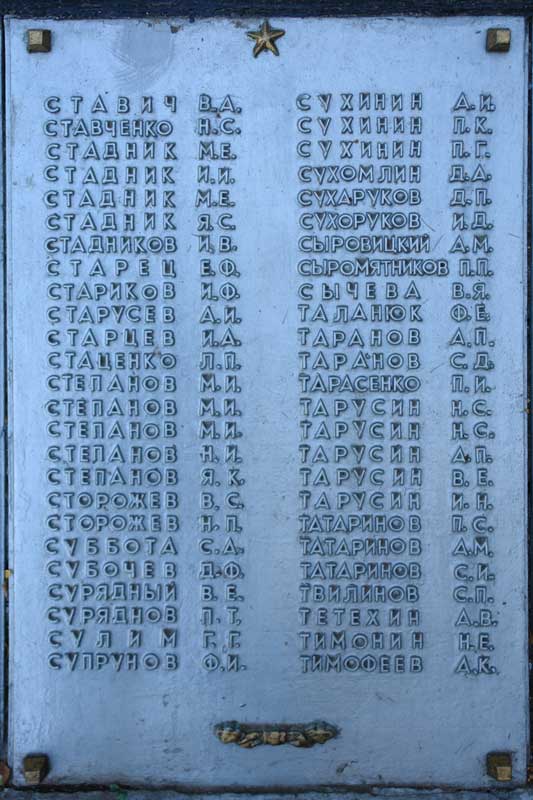 СТАВИЧ В.А.
СТАВЧЕНКО Н.С.
СТАДНИК М.Е.
СТАДНИК И.И.
СТАДНИК М.Е.
СТАДНИК Я.С.
СТАДНИКОВ И.В.
СТАРЕЦ Е.Ф.
СТАРИКОВ И.Ф.
СТАРУСЕВ А.И.
СТАРЦЕВ И.А.
СТАЦЕНКО Л.П.
СТЕПАНОВ М.И.
СТЕПАНОВ М.И.
СТЕПАНОВ М.И.
СТЕПАНОВ Н.И.
СТЕПАНОВ Я.К.
СТОРОЖЕВ В.С.
СТОРОЖЕВ Н.П.
СУББОТА С.А.
СУБОЧЕВ Д.Ф.
СУРЯДНЫЙ В.Е.
СУРЯДНОВ П.Т.
СУЛИМ Г.Г.
СУПРУНОВ Ф.И.
СУХИНИН А.И.
СУХИНИН П.К.
СУХИНИН П.Г.
СУХОМЛИН Д.А.
СУХАРУКОВ Д.П.
СУХОРУКОВ И.Д.
СЫРОВИЦКИЙ А.М.
СЫРОМЯТНИКОВ П.П.
СЫЧЕВА В.Я.
ТАЛАНЮК Ф.Е.
ТАРАНОВ А.П.
ТАРАНОВ С.Д.
ТАРАСЕНКО П.И.
ТАРУСИН Н.С.
ТАРУСИН Н.С.
ТАРУСИН А.П.
ТАРУСИН В.Е.
ТАРУСИН И.Н.
ТАТАРИНОВ П.С.
ТАТАРИНОВ А.М.
ТАТАРИНОВ С.И.
ТВИЛИНОВ С.П.
ТЕТЕХИН А.В.
ТИМОНИН Н.Е.
ТИМОФЕЕВ А.К.